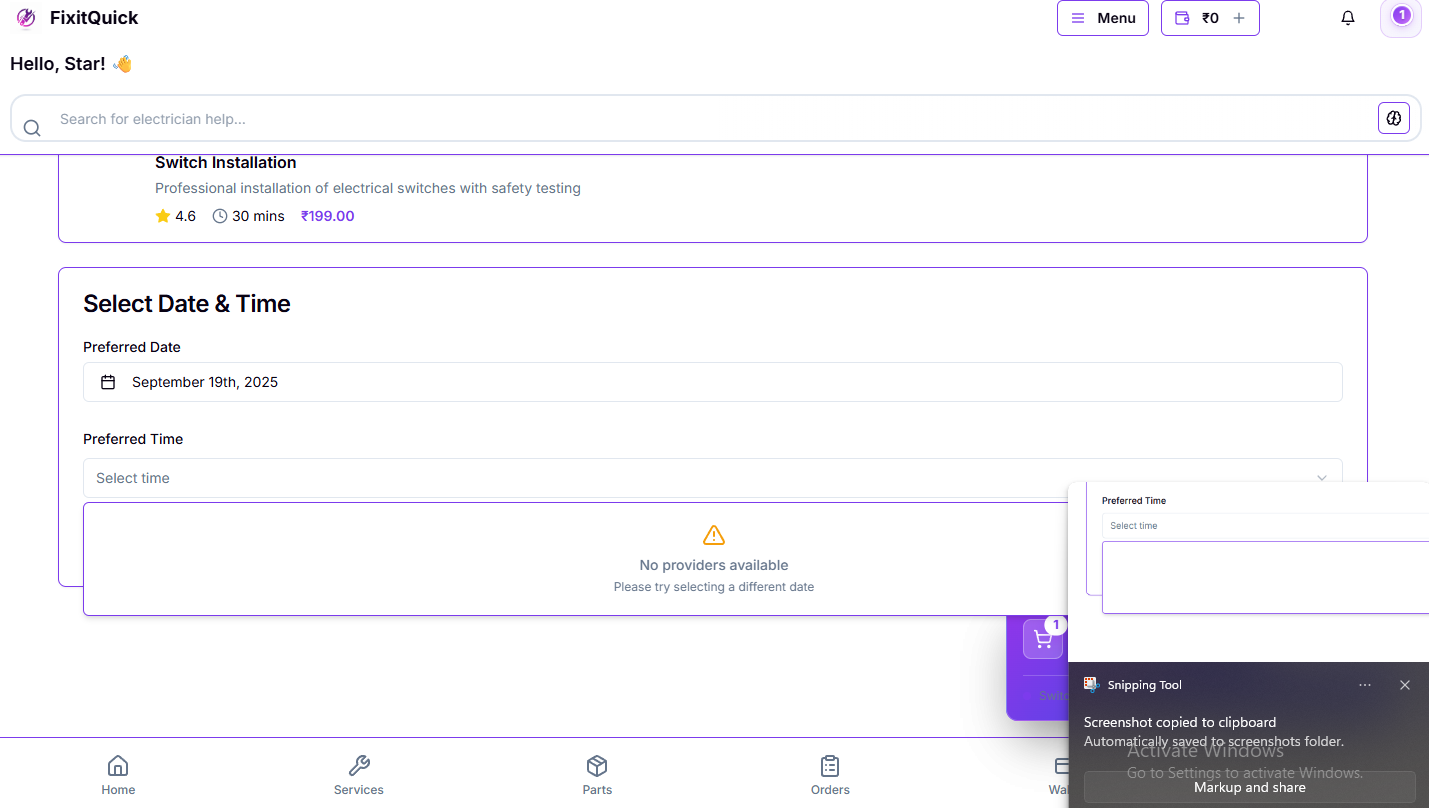 FixitQuick
Menu
₹0
1
Hello, Star! 👋
Search for electrician help...
Switch Installation
Professional installation of electrical switches with safety testing
4.6 30 mins ₹199.00
Select Date & Time
Preferred Date
September 19th, 2025
Preferred Time
Select time
No providers available
Please try selecting a different date
1
Preferred Time
Select time
Snipping Tool
Screenshot copied to clipboard
Automatically saved to screenshots folder.
Activate Windows
Go to Settings to activate Windows.
Markup and share
Home
Services
Parts
Orders